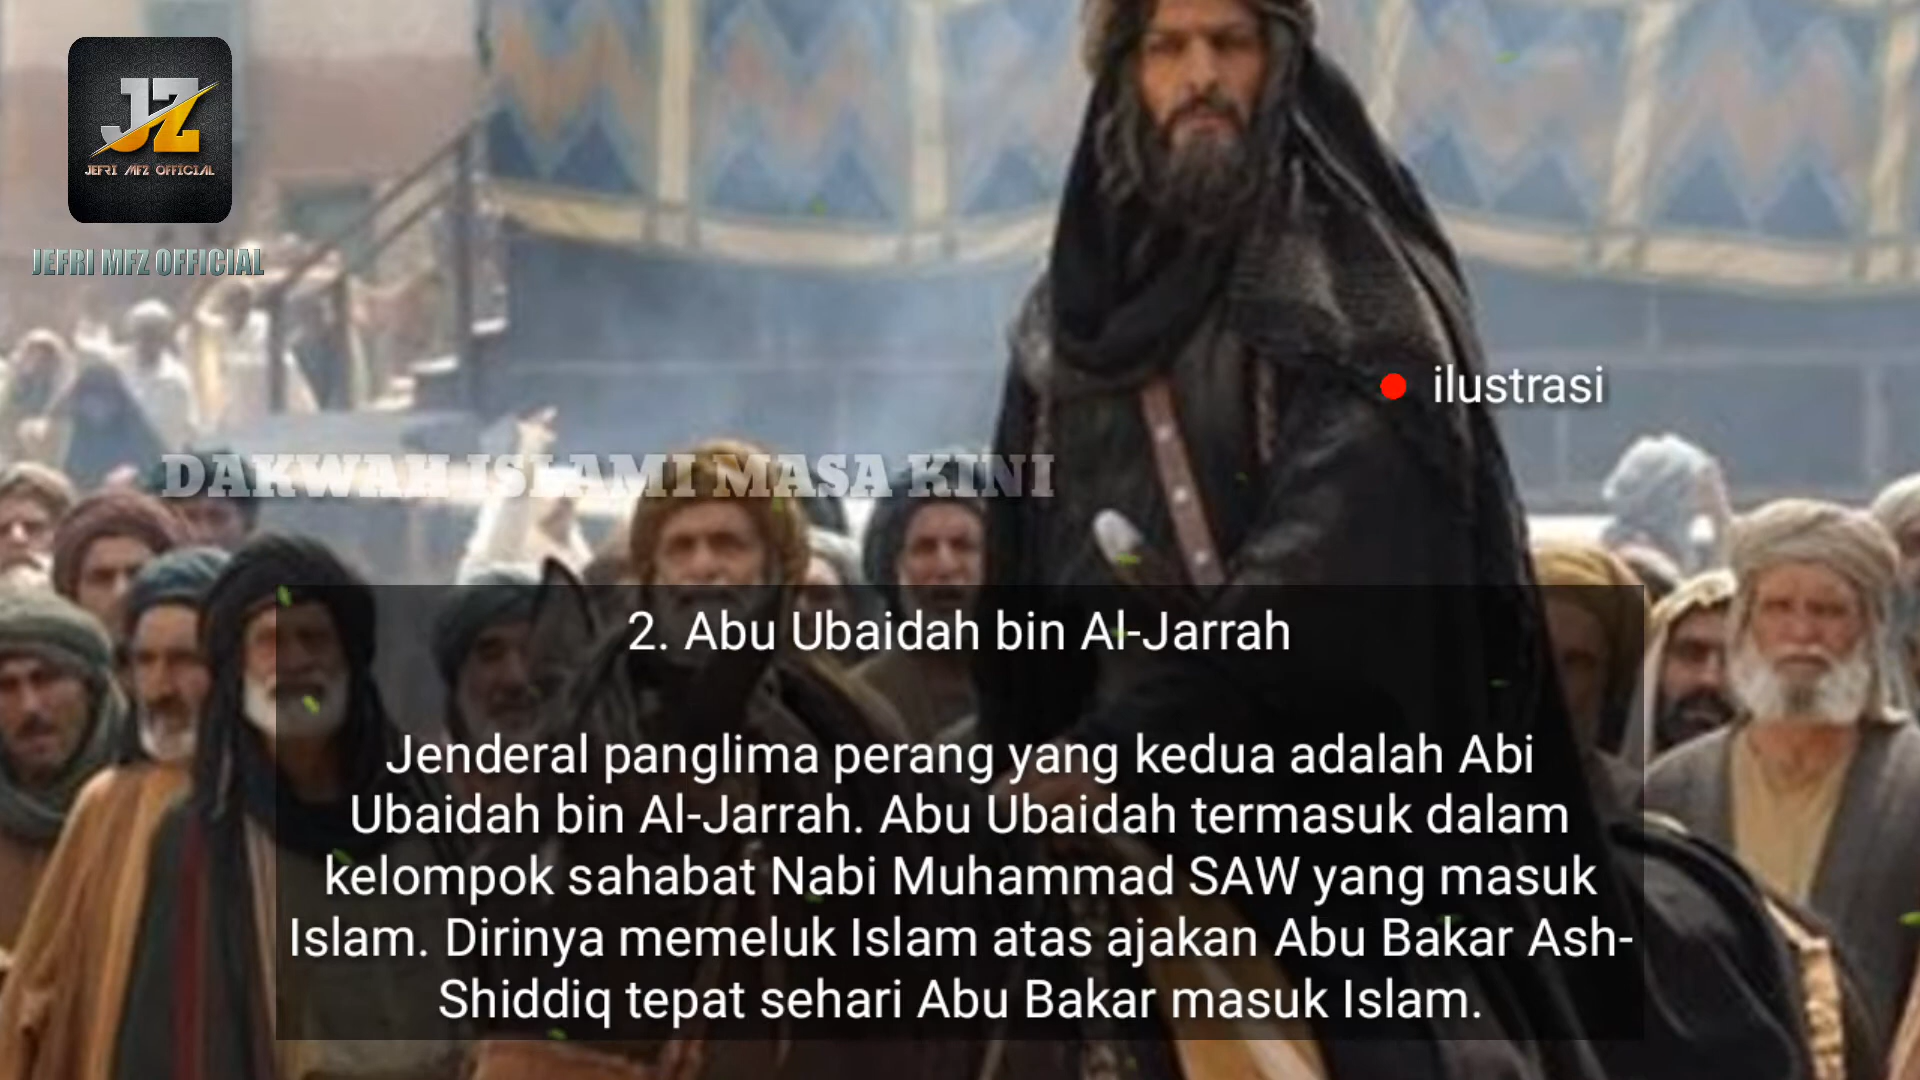 JZ
JEFRI MFZ OFFICIAL
JEFRI MFZ OFFICIAL
ilustrasi
DAKWAH ISLAMI MASA KINI
2. Abu Ubaidah bin Al-Jarrah
Jenderal panglima perang yang kedua adalah Abi
Ubaidah bin Al-Jarrah. Abu Ubaidah termasuk dalam
kelompok sahabat Nabi Muhammad SAW yang masuk
Islam. Dirinya memeluk Islam atas ajakan Abu Bakar Ash-
Shiddiq tepat sehari Abu Bakar masuk Islam.